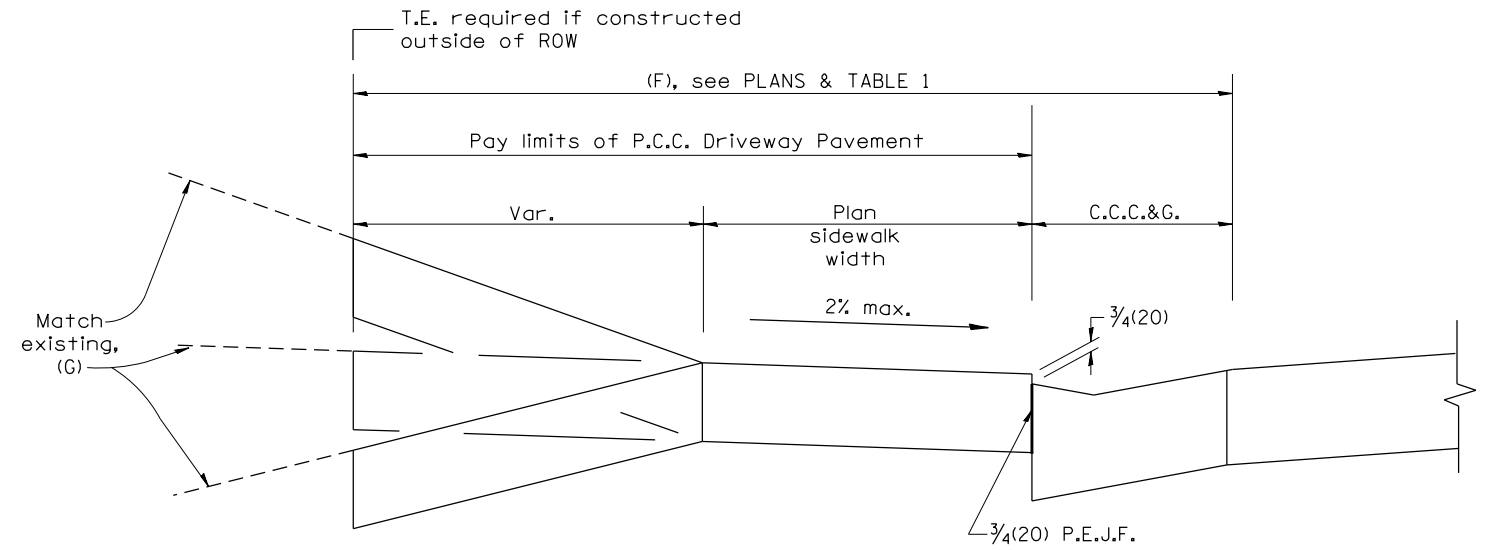 T.E. required if constructed
outside of ROW
(F), see PLANS & TABLE 1
Pay limits of P.C.C. Driveway Pavement
Var.
Plan
sidewalk
width
C.C.C.&G.
2% max.
3/4(20)
Match
existing,
(G)
3/4(20) P.E.J.F.